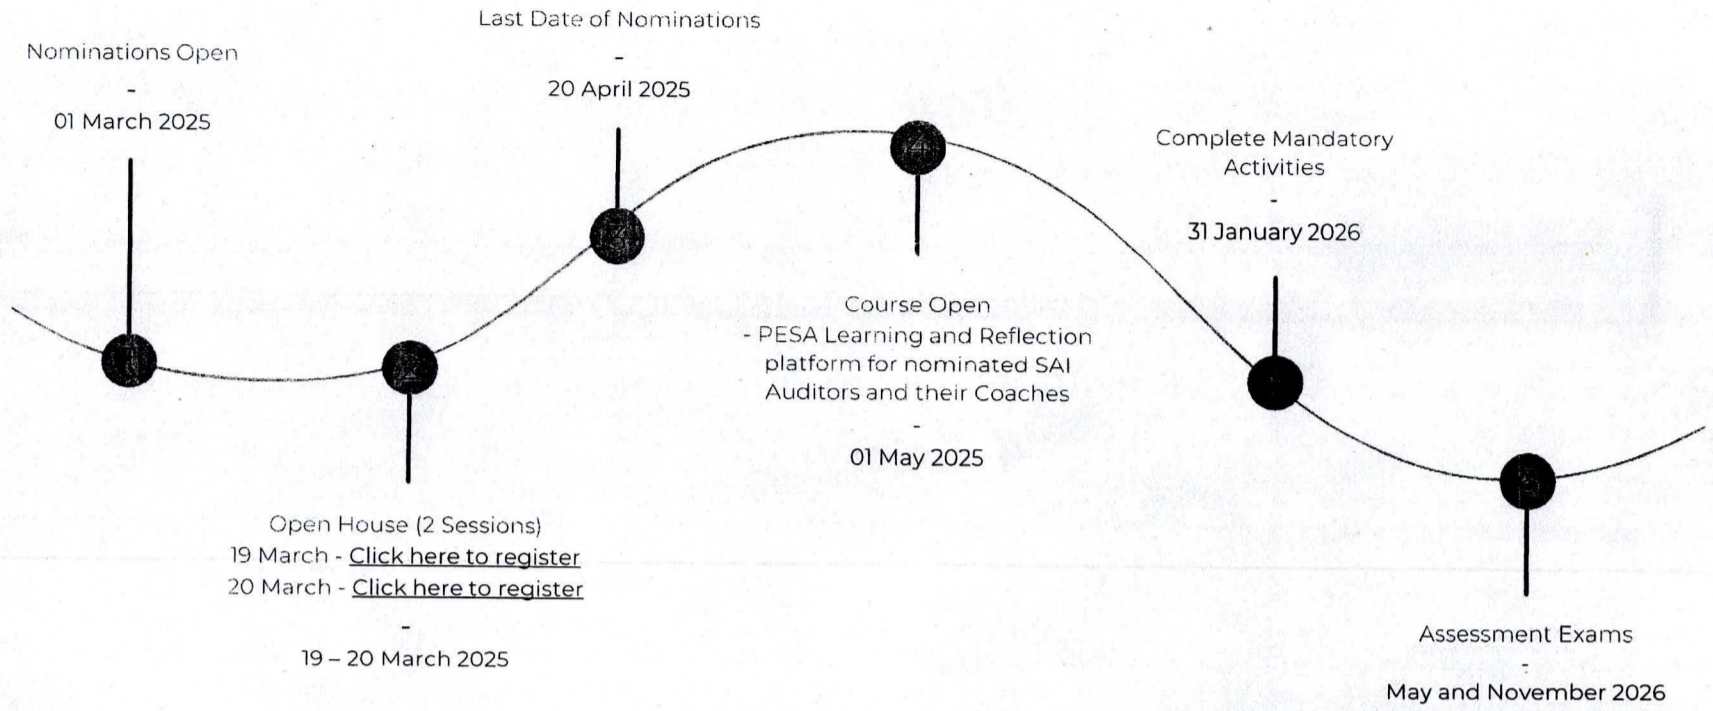 Nominations Open
-
01 March 2025
Open House (2 Sessions)
19 March - Click here to register
20 March - Click here to register
-
19 – 20 March 2025
Last Date of Nominations
-
20 April 2025
Course Open
- PESA Learning and Reflection
platform for nominated SAI
Auditors and their Coaches
-
01 May 2025
Complete Mandatory
Activities
-
31 January 2026
Assessment Exams
-
May and November 2026